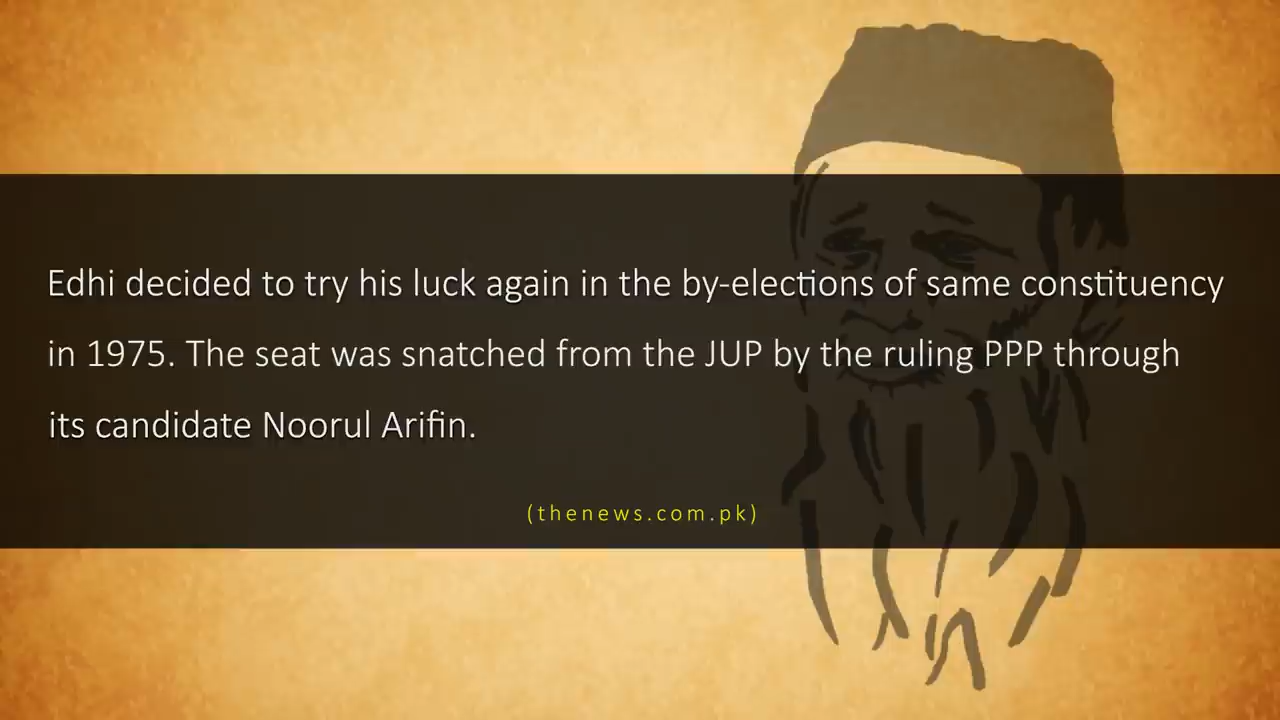 Edhi decided to try his luck again in the by-elections of same constituency
in 1975. The seat was snatched from the JUP by the ruling PPP through
its candidate Noorul Arifin.
(thenews.com.pk)